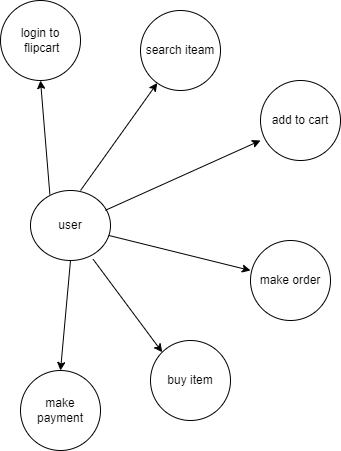 login to
flipcart
search iteam
add to cart
user
make order
buy item
make
payment